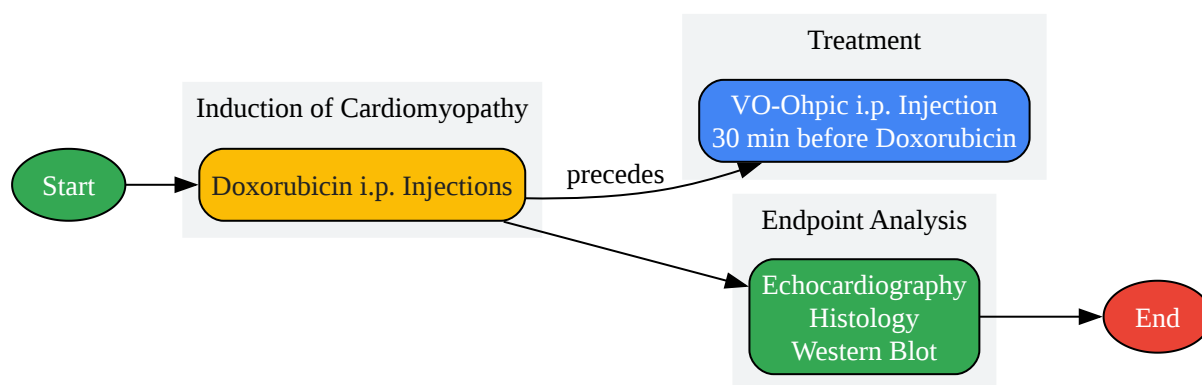 Start
Induction of Cardiomyopathy
Doxorubicin i.p. Injections
precedes
Treatment
VO-Ohpic i.p. Injection
30 min before Doxorubicin
Endpoint Analysis
Echocardiography
Histology
Western Blot
End